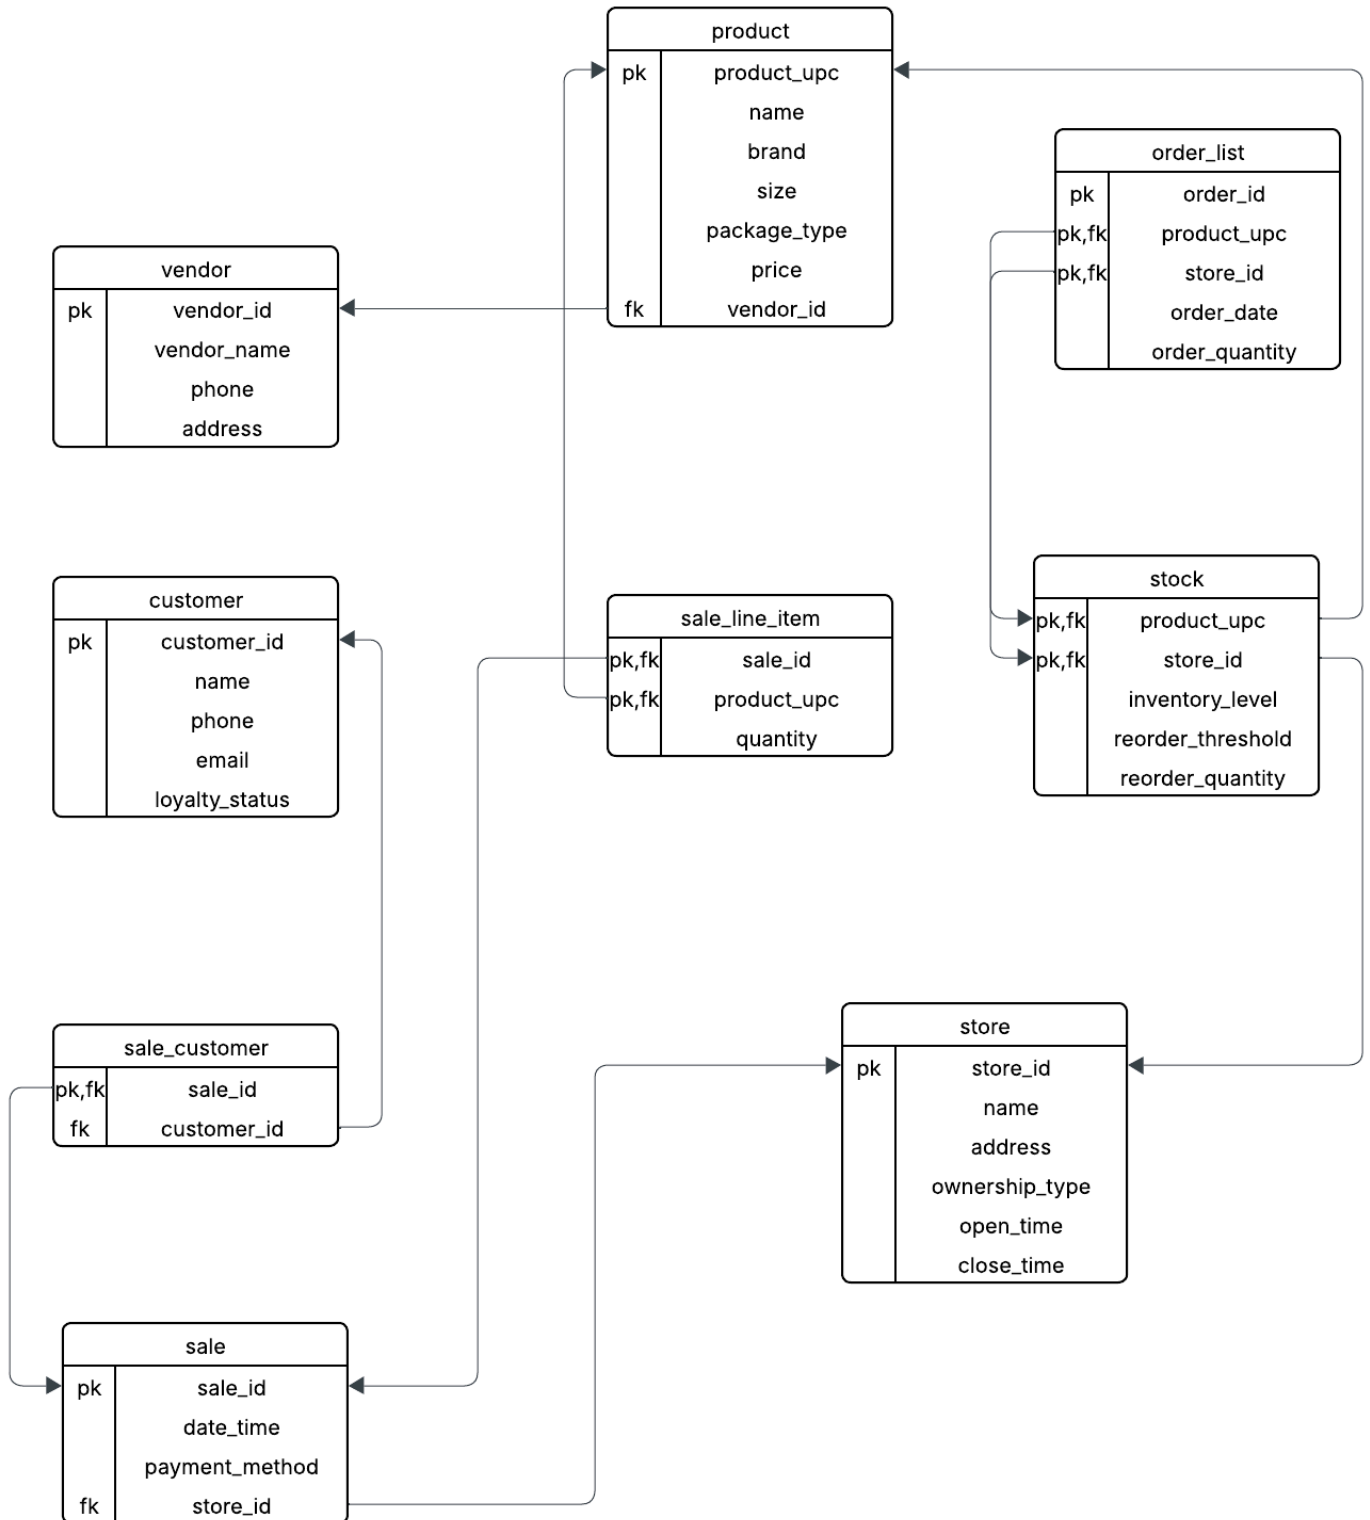 product
pk product_upc
name
brand
size
package_type
price
fk vendor_id
order_list
pk order_id
pk,fk product_upc
pk,fk store_id
order_date
order_quantity
vendor
pk vendor_id
vendor_name
phone
address
customer
pk customer_id
name
phone
email
loyalty_status
sale_line_item
pk,fk sale_id
pk,fk product_upc
quantity
stock
pk,fk product_upc
pk,fk store_id
inventory_level
reorder_threshold
reorder_quantity
sale_customer
pk,fk sale_id
fk customer_id
store
pk store_id
name
address
ownership_type
open_time
close_time
sale
pk sale_id
date_time
payment_method
fk store_id